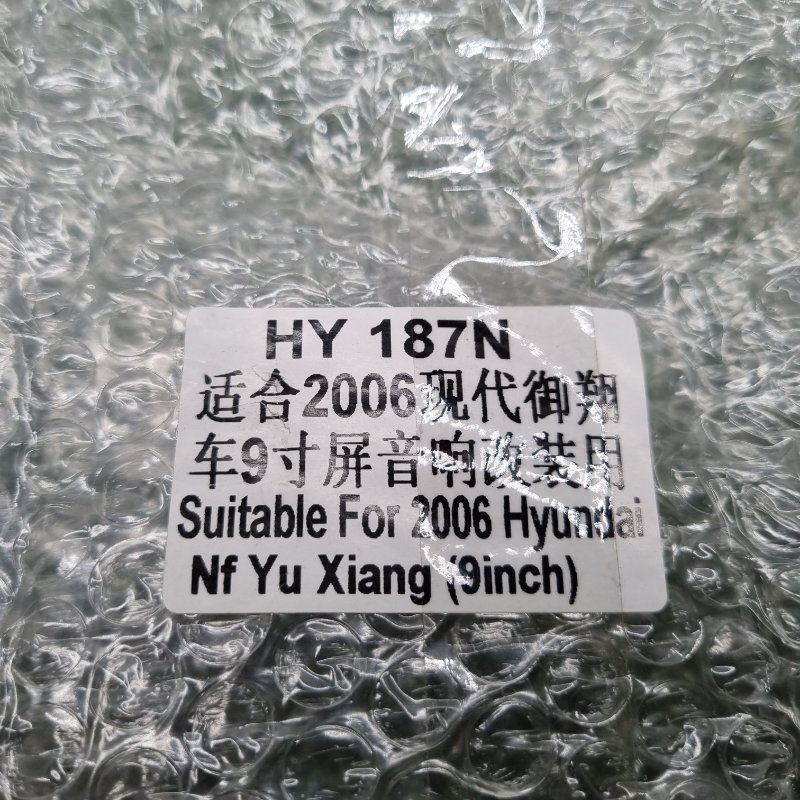 HY 187N
适合2006现代御翔
车9寸屏音响改装用
Suitable For 2006 Hyundai
Nf Yu Xiang (9inch)